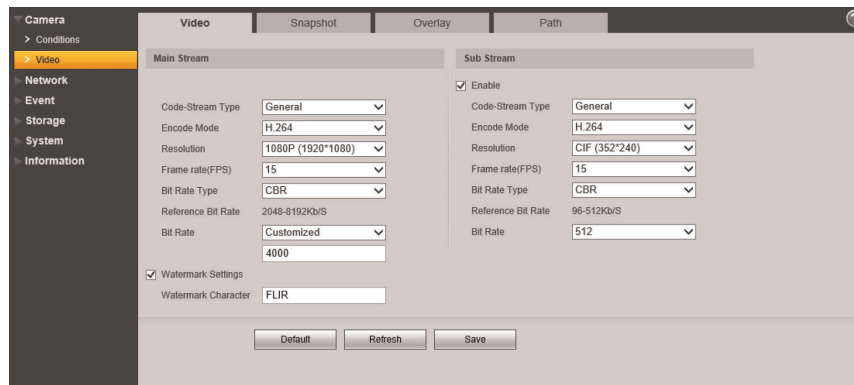 Camera
> Conditions
> Video
Network
Event
Storage
System
Information
Video Snapshot Overlay Path
?
Main Stream
Code-Stream Type General
Encode Mode H.264
Resolution 1080P (1920*1080)
Frame rate(FPS) 15
Bit Rate Type CBR
Reference Bit Rate 2048-8192Kb/S
Bit Rate Customized
4000
Watermark Settings
Watermark Character FLIR
Sub Stream
Enable
Code-Stream Type General
Encode Mode H.264
Resolution CIF (352*240)
Frame rate(FPS) 15
Bit Rate Type CBR
Reference Bit Rate 96-512Kb/S
Bit Rate 512
Default Refresh Save